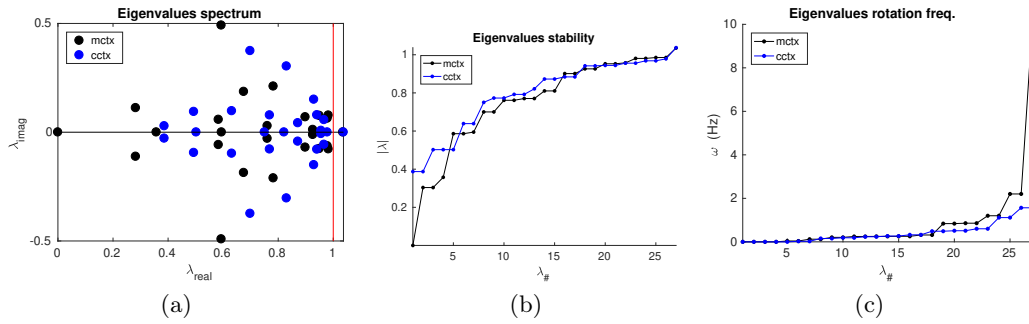 Eigenvalues spectrum
0.5
0
-0.5
λimag
mctx
cctx
0 0.2 0.4 0.6 0.8 1
λreal
(a)
Eigenvalues stability
1
0.8
0.6
0.4
0.2
|λ|
mctx
cctx
5 10 15 20 25
λ#
(b)
Eigenvalues rotation freq.
10
8
6
4
2
0
ω (Hz)
mctx
cctx
5 10 15 20 25
λ#
(c)